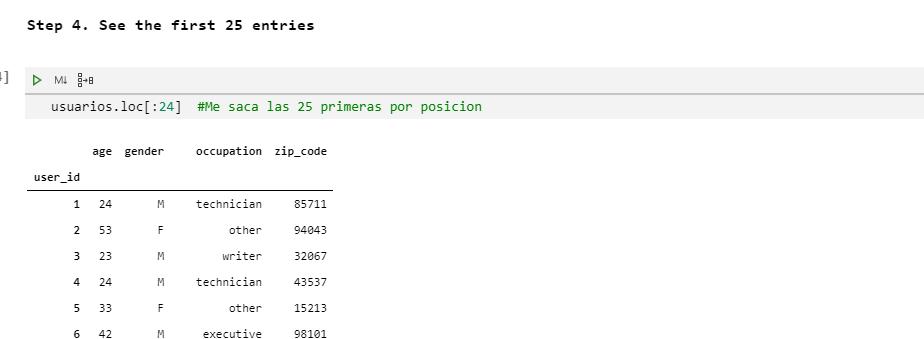 Step 4. See the first 25 entries
]
M↓
usuarios.loc[:24] #Me saca las 25 primeras por posicion
age gender occupation zip_code
user_id
1 24 M technician 85711
2 53 F other 94043
3 23 M writer 32067
4 24 M technician 43537
5 33 F other 15213
6 42 M executive 98101